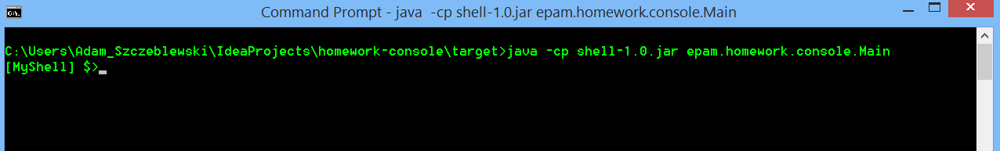 Command Prompt - java  -cp shell-1.0.jar epam.homework.console.Main
C:\Users\Adam_Szczeblewski\IdeaProjects\homework-console\target>java -cp shell-1.0.jar epam.homework.console.Main
[MyShell] $>